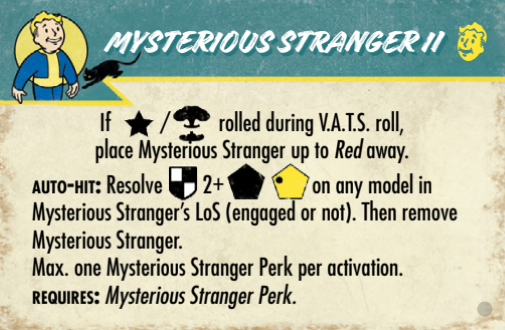 MYSTERIOUS STRANGER II
If / rolled during V.A.T.S. roll,
place Mysterious Stranger up to Red away.
AUTO-HIT: Resolve 2+ on any model in
Mysterious Stranger's LoS (engaged or not). Then remove
Mysterious Stranger.
Max. one Mysterious Stranger Perk per activation.
REQUIRES: Mysterious Stranger Perk.